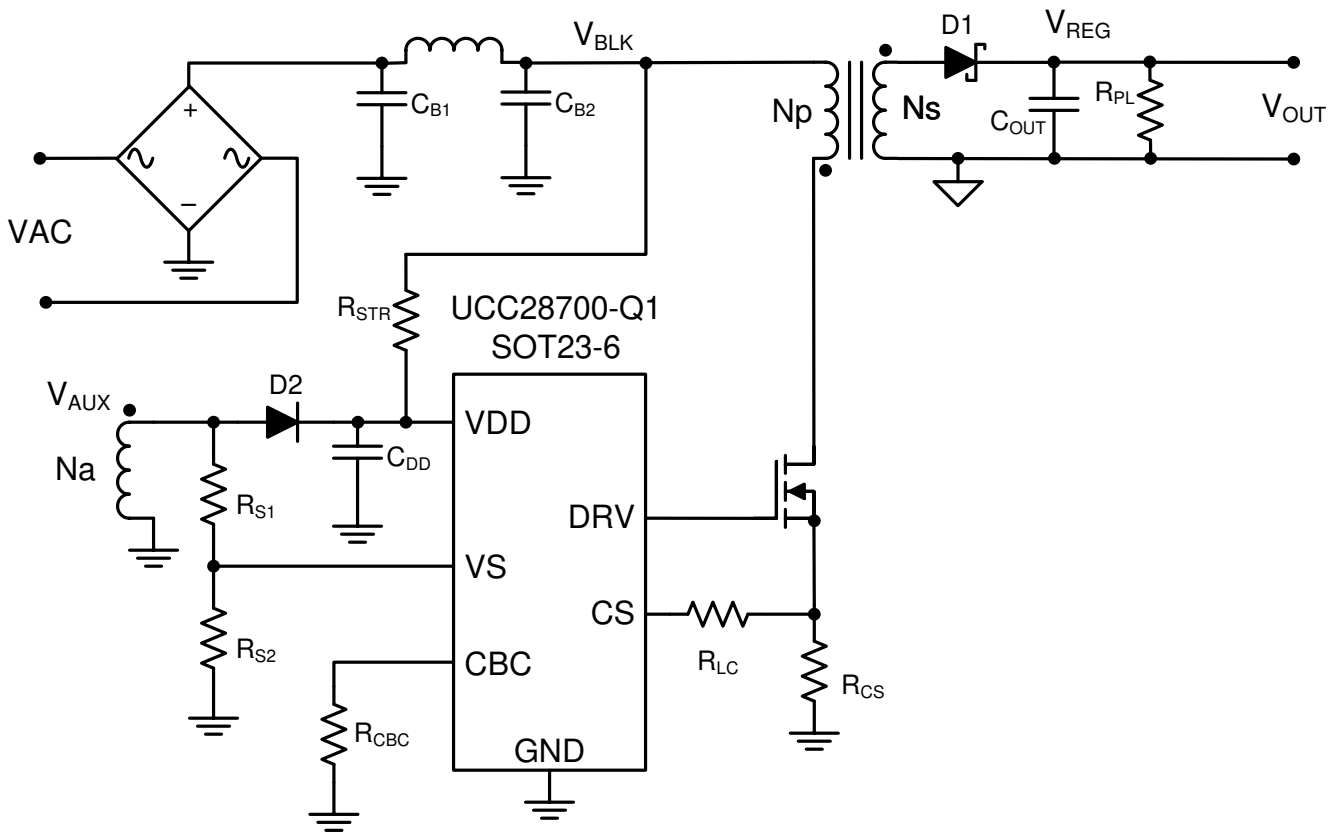 V_BLK
D1
V_REG
+
C_B1
C_B2
Np
Ns
C_OUT
R_PL
V_OUT
VAC
−
R_STR
UCC28700-Q1
SOT23-6
V_AUX
D2
VDD
C_DD
Na
R_S1
DRV
VS
CS
R_S2
CBC
R_LC
R_CS
R_CBC
GND